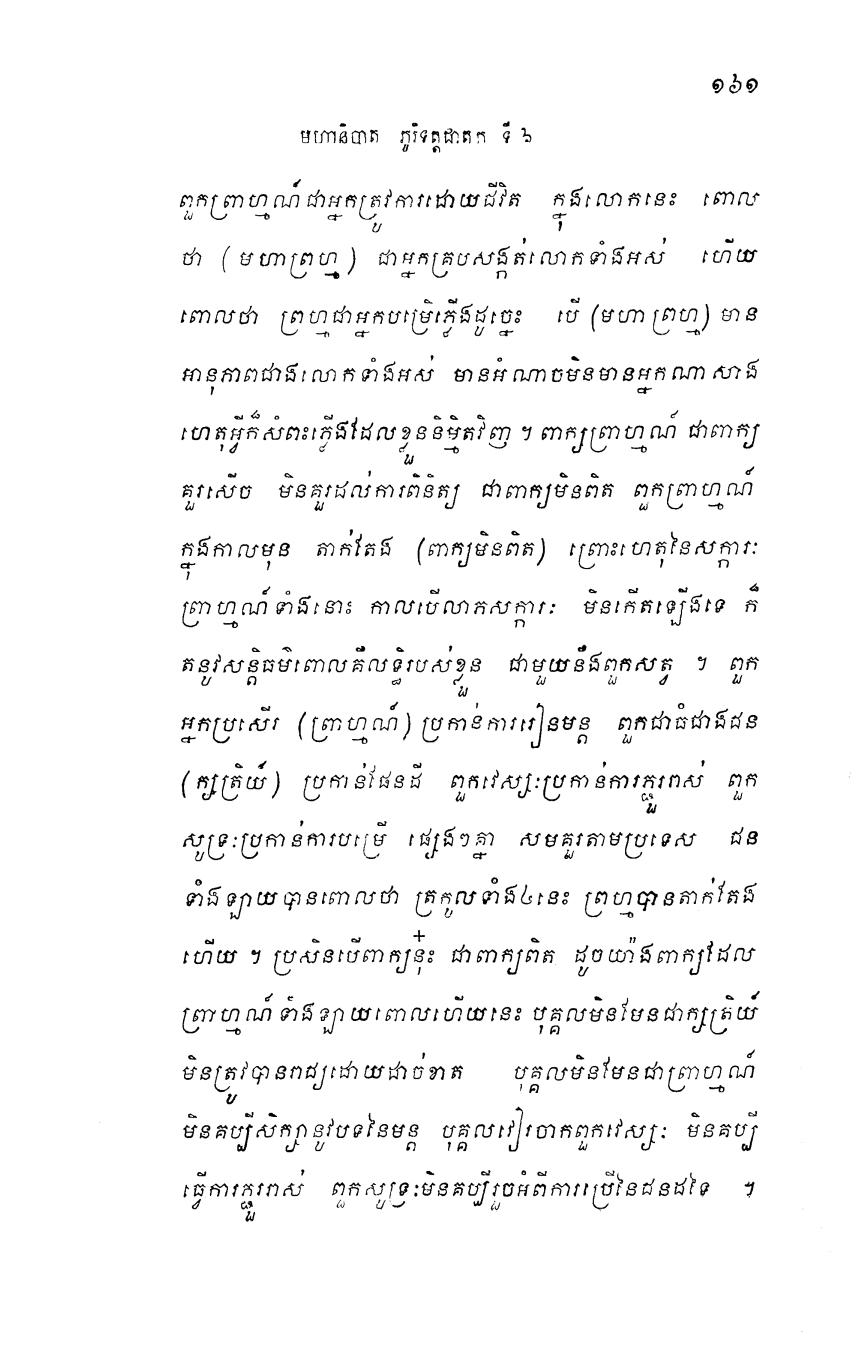 ១៦១
មហានិបាត ភូរិទត្តជាតក ទី ៦
ពួកព្រាហ្មណ៍ជាអ្នកត្រូវការដោយជីវិត ក្នុងលោកនេះ ពោល
ថា (មហាព្រហ្ម) ជាអ្នកគ្របសង្កត់លោកទាំងអស់ ហើយ
ពោលថា ព្រហ្មជាអ្នកបម្រើភ្លើងដូច្នេះ បើ (មហាព្រហ្ម) មាន
អានុភាពជាងលោកទាំងអស់ មានអំណាចមិនមានអ្នកណាសាង
ហេតុអ្វីក៏សំពះភ្លើងដែលខ្លួននិម្មិតវិញ ។ ពាក្យព្រាហ្មណ៍ ជាពាក្យ
គួរសើច មិនគួរដល់ការពិនិត្យ ជាពាក្យមិនពិត ពួកព្រាហ្មណ៍
ក្នុងកាលមុន តាក់តែង (ពាក្យមិនពិត) ព្រោះហេតុនៃសក្ការៈ
ព្រាហ្មណ៍ទាំងនោះ កាលបើលាភសក្ការៈ មិនកើតឡើងទេ ក៏
តនូវសន្តិធម៌ពោលគឺលទ្ធិរបស់ខ្លួន ជាមួយនឹងពួកសត្វ ។ ពួក
អ្នកប្រសើរ (ព្រាហ្មណ៍) ប្រកាន់ការរៀនមន្ត ពួកជាធំជាងជន
(ក្សត្រិយ៍) ប្រកាន់ផែនដី ពួកវេស្សៈប្រកាន់ការភ្ជួររាស់ ពួក
សូទ្រៈប្រកាន់ការបម្រើ ផ្សេងៗគ្នា សមគួរតាមប្រទេស ជន
ទាំងឡាយបានពោលថា ត្រកូលទាំង៤នេះ ព្រហ្មបានតាក់តែង
ហើយ ។ ប្រសិនបើពាក្យនុ៎ះ ជាពាក្យពិត ដូចយ៉ាងពាក្យដែល
ព្រាហ្មណ៍ទាំងឡាយពោលហើយនេះ បុគ្គលមិនមែនជាក្សត្រិយ៍
មិនត្រូវបានរាជ្យដោយដាច់ខាត បុគ្គលមិនមែនជាព្រាហ្មណ៍
មិនគប្បីសិក្សានូវបទនៃមន្ត បុគ្គលវៀរចាកពួកវេស្សៈ មិនគប្បី
ធ្វើការភ្ជួររាស់ ពួកសូទ្រៈមិនគប្បីរួចអំពីការប្រើនៃជនដទៃ ។